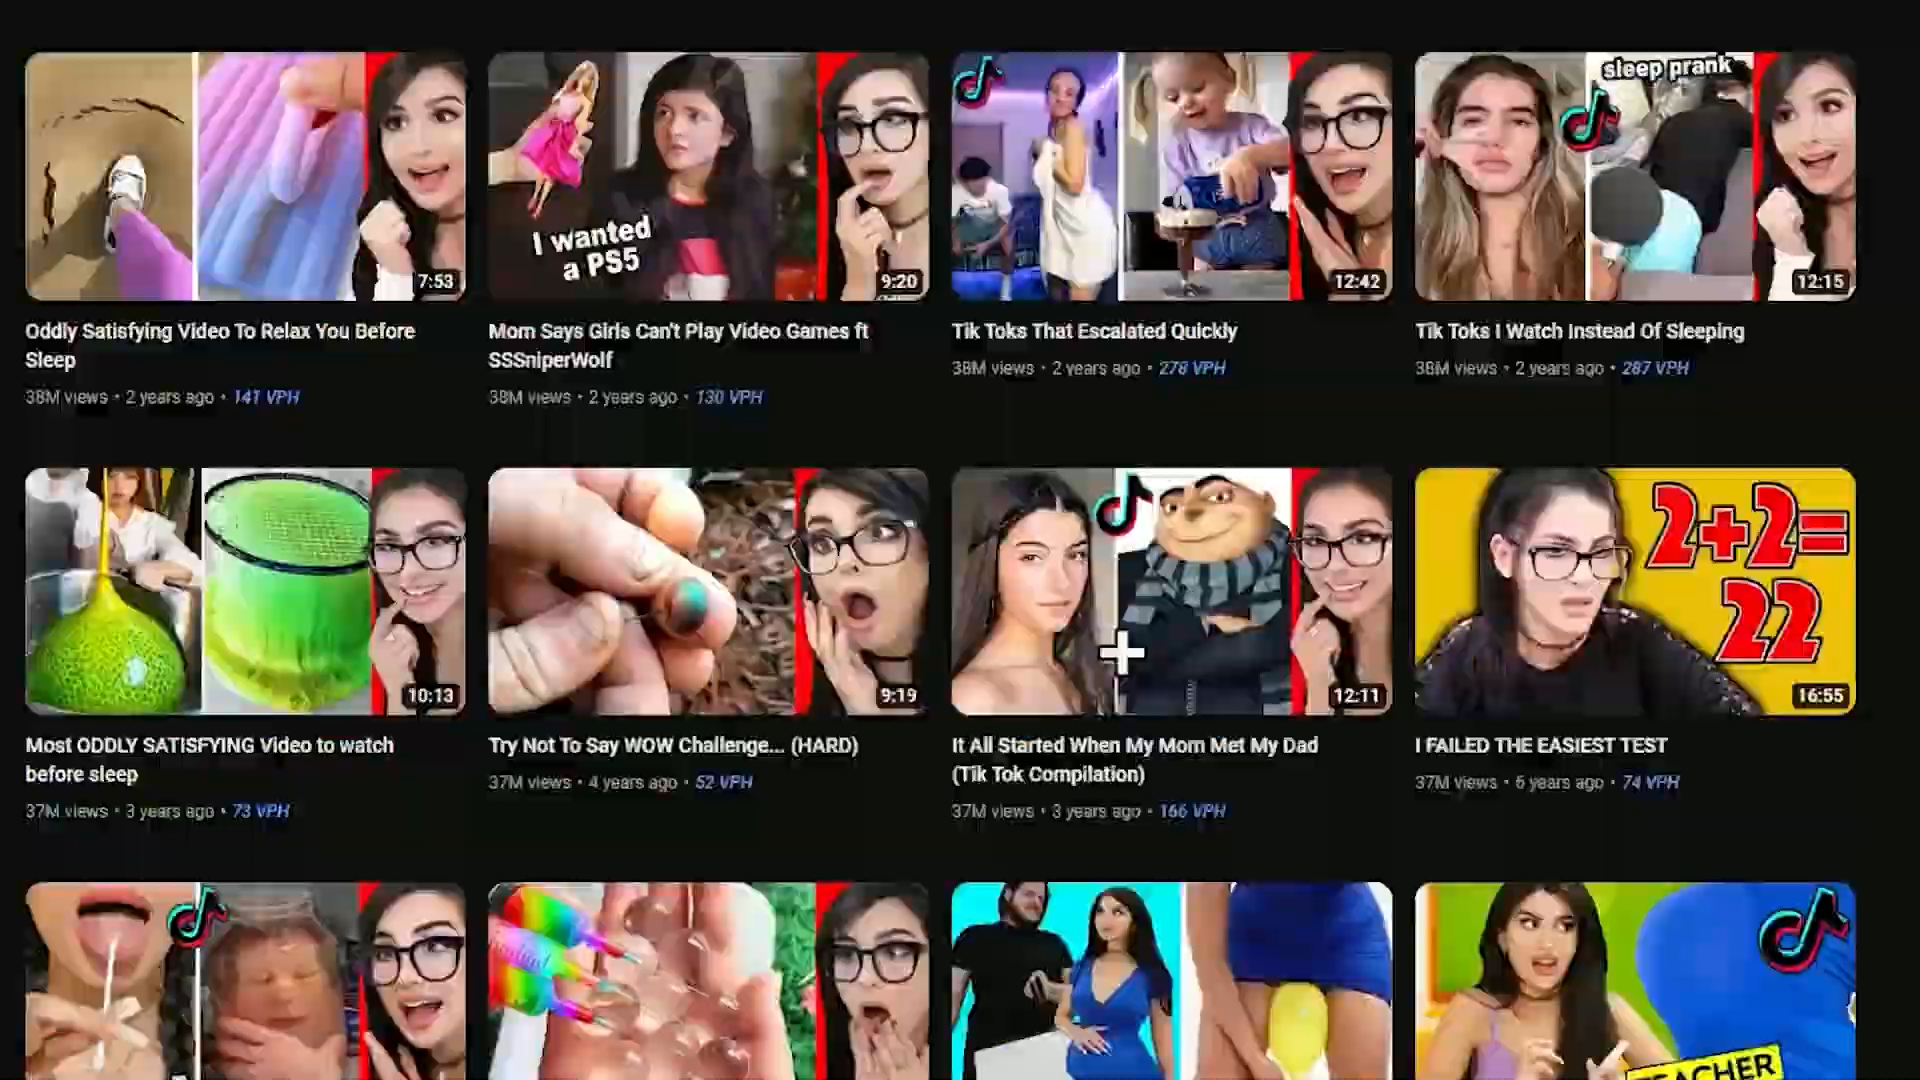 sleep prank
I wanted
a PS5
7:53
9:20
12:42
12:15
Oddly Satisfying Video To Relax You Before
Sleep
38M views • 2 years ago • 141 VPH
Mom Says Girls Can't Play Video Games ft
SSSniperWolf
38M views • 2 years ago • 130 VPH
Tik Toks That Escalated Quickly
38M views • 2 years ago • 278 VPH
Tik Toks I Watch Instead Of Sleeping
38M views • 2 years ago • 287 VPH
2+2=
22
10:13
9:19
12:11
16:55
Most ODDLY SATISFYING Video to watch
before sleep
37M views • 3 years ago • 73 VPH
Try Not To Say WOW Challenge... (HARD)
37M views • 4 years ago • 52 VPH
It All Started When My Mom Met My Dad
(Tik Tok Compilation)
37M views • 3 years ago • 166 VPH
I FAILED THE EASIEST TEST
37M views • 6 years ago • 74 VPH
TEACHER